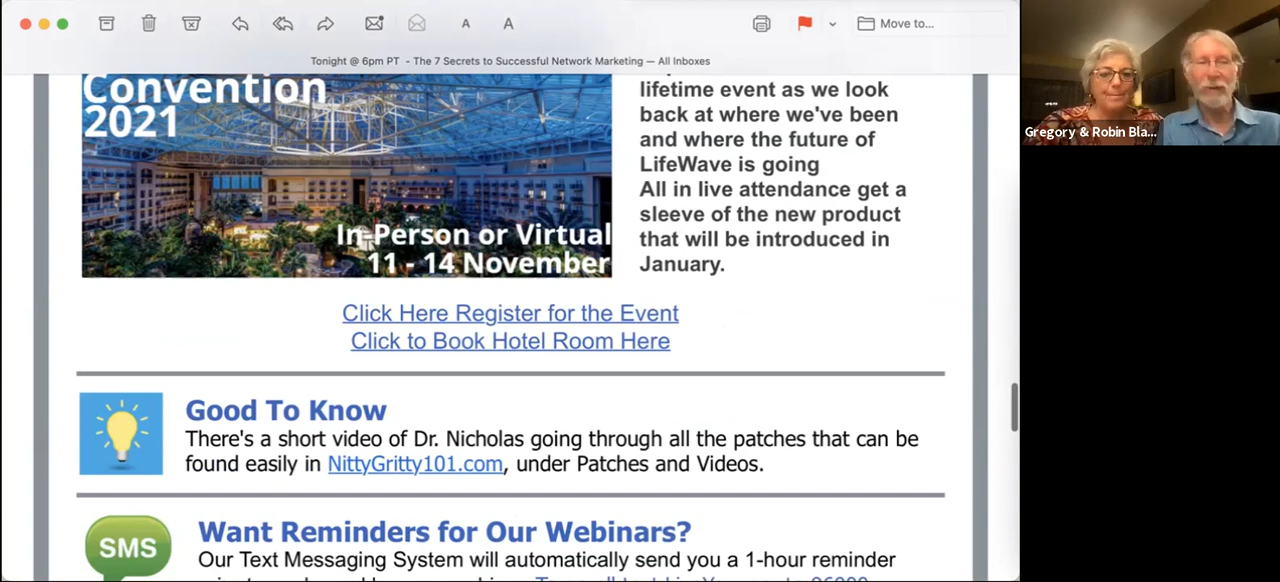 A A
Move to...
Tonight @ 6pm PT - The 7 Secrets to Successful Network Marketing — All Inboxes
Convention
2021
In-Person or Virtual
11 - 14 November
lifetime event as we look
back at where we've been
and where the future of
LifeWave is going
All in live attendance get a
sleeve of the new product
that will be introduced in
January.
Click Here Register for the Event
Click to Book Hotel Room Here
Good To Know
There's a short video of Dr. Nicholas going through all the patches that can be
found easily in NittyGritty101.com, under Patches and Videos.
SMS
Want Reminders for Our Webinars?
Our Text Messaging System will automatically send you a 1-hour reminder
Gregory & Robin Bla...